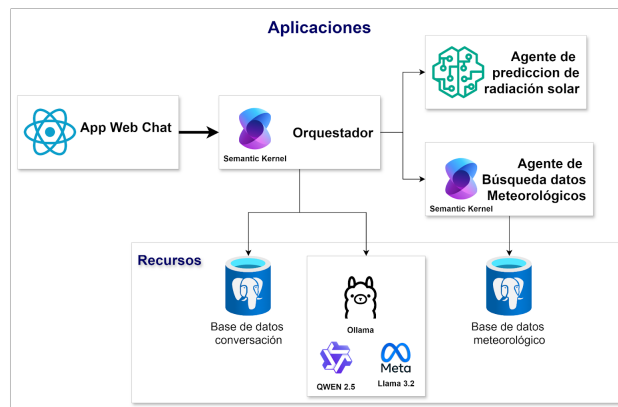 Aplicaciones
Agente de
prediccion de
radiación solar
App Web Chat
Orquestador
Semantic Kernel
Agente de
Búsqueda datos
Meteorológicos
Semantic Kernel
Recursos
Base de datos
conversación
Ollama
QWEN 2.5
Meta
Llama 3.2
Base de datos
meteorológico